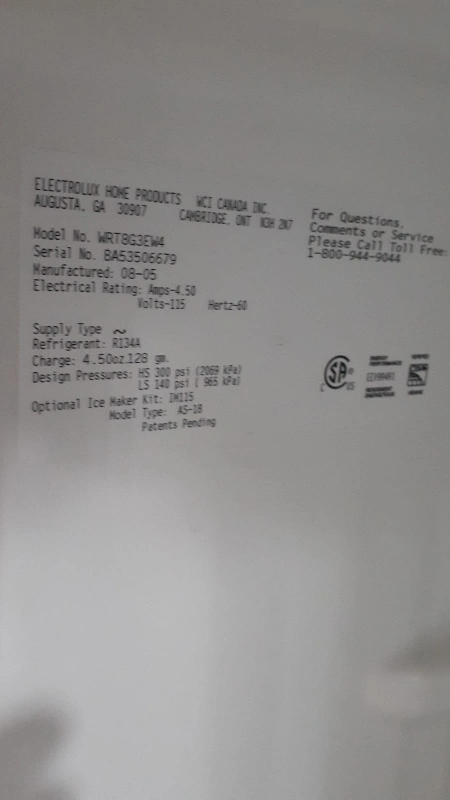 ELECTROLUX HOME PRODUCTS WCI CANADA INC.
AUGUSTA, GA 30907 CAMBRIDGE, ONT N3H 2N7
For Questions,
Comments or Service
Please Call Toll Free:
1-800-944-9044
Model No. WRT8G3EW4
Serial No. BA53506679
Manufactured: 08-05
Electrical Rating: Amps-4.50
Volts-115 Hertz-60
Supply Type ~
Refrigerant: R134A
Charge: 4.50oz.128 gm.
Design Pressures: HS 300 psi (2069 kPa)
LS 140 psi ( 965 kPa)
Optional Ice Maker Kit: IM115
Model Type: AS-18
Patents Pending
SA
C US